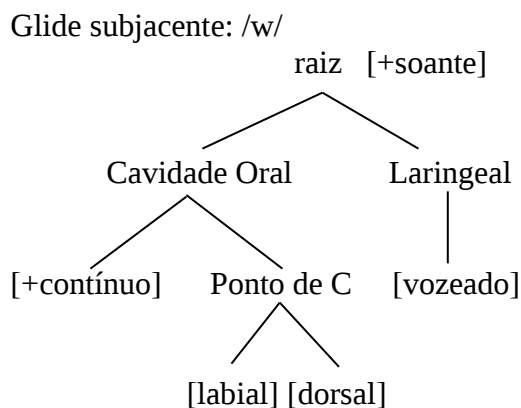 Glide subjacente: /w/
raiz [+soante]
Cavidade Oral Laringeal
[+contínuo] Ponto de C [vozeado]
[labial] [dorsal]